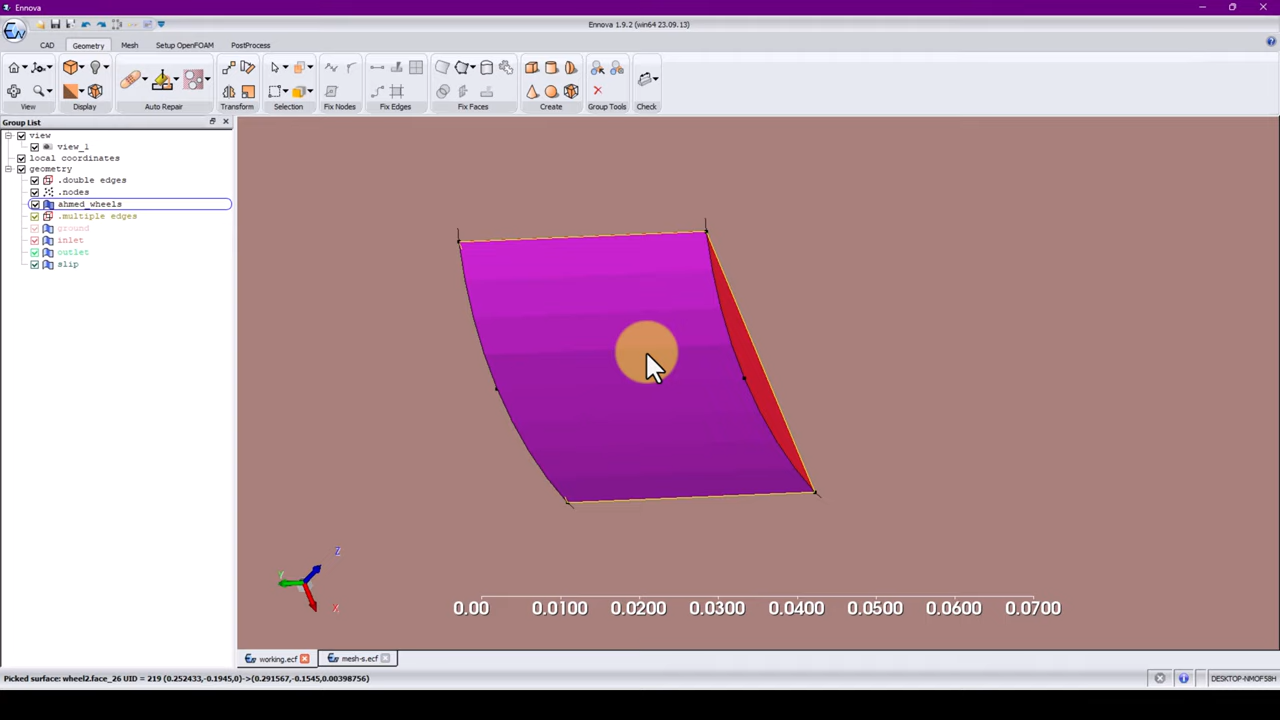 Ennova
Ennova 1.9.2 (win64 23.09.13)
CAD Geometry Mesh Setup OpenFOAM PostProcess
View Display Auto Repair Transform Selection Fix Nodes Fix Edges Fix Faces Create Group Tools Check
Group List
view
view_1
local coordinates
geometry
.double edges
.nodes
ahmed_wheels
.multiple edges
ground
inlet
outlet
slip
Z
Y
X
0.00 0.0100 0.0200 0.0300 0.0400 0.0500 0.0600 0.0700
working.ecf mesh-s.ecf
Picked surface: wheel2.face_26 UID = 219 (0.252433,-0.1945,0)->(0.291567,-0.1545,0.00398756)
DESKTOP-NMOF5BH